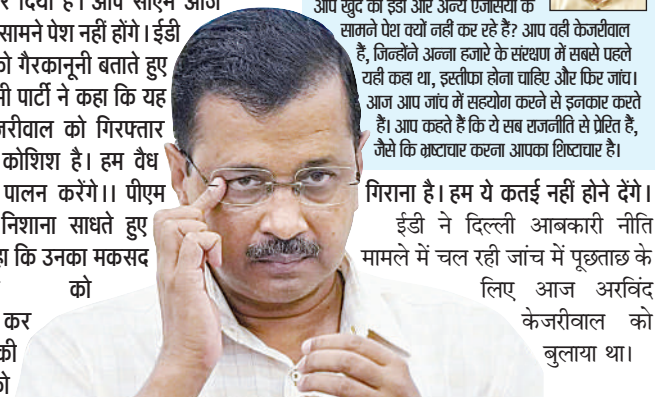 दिया है। आप सीएम आज
सामने पेश नहीं होंगे। ईडी
को गैरकानूनी बताते हुए
पार्टी ने कहा कि यह
को गिरफ्तार
कोशिश है। हम वैध
पालन करेंगे।। पीएम
निशाना साधते हुए
कि उनका मकसद
को
कर
की
आप खुद को ईडी और अन्य एजेंसियों के
सामने पेश क्यों नहीं कर रहे हैं? आप वही केजरीवाल
हैं, जिन्होंने अन्ना हजारे के संरक्षण में सबसे पहले
यही कहा था, इस्तीफा होना चाहिए और फिर जांच।
आज आप जांच में सहयोग करने से इनकार करते
हैं। आप कहते हैं कि ये सब राजनीति से प्रेरित हैं,
जैसे कि भ्रष्टाचार करना आपका शिष्टाचार है।
गिराना है। हम ये कतई नहीं होने देंगे।
ईडी ने दिल्ली आबकारी नीति
मामले में चल रही जांच में पूछताछ के
लिए आज अरविंद
केजरीवाल को
बुलाया था।